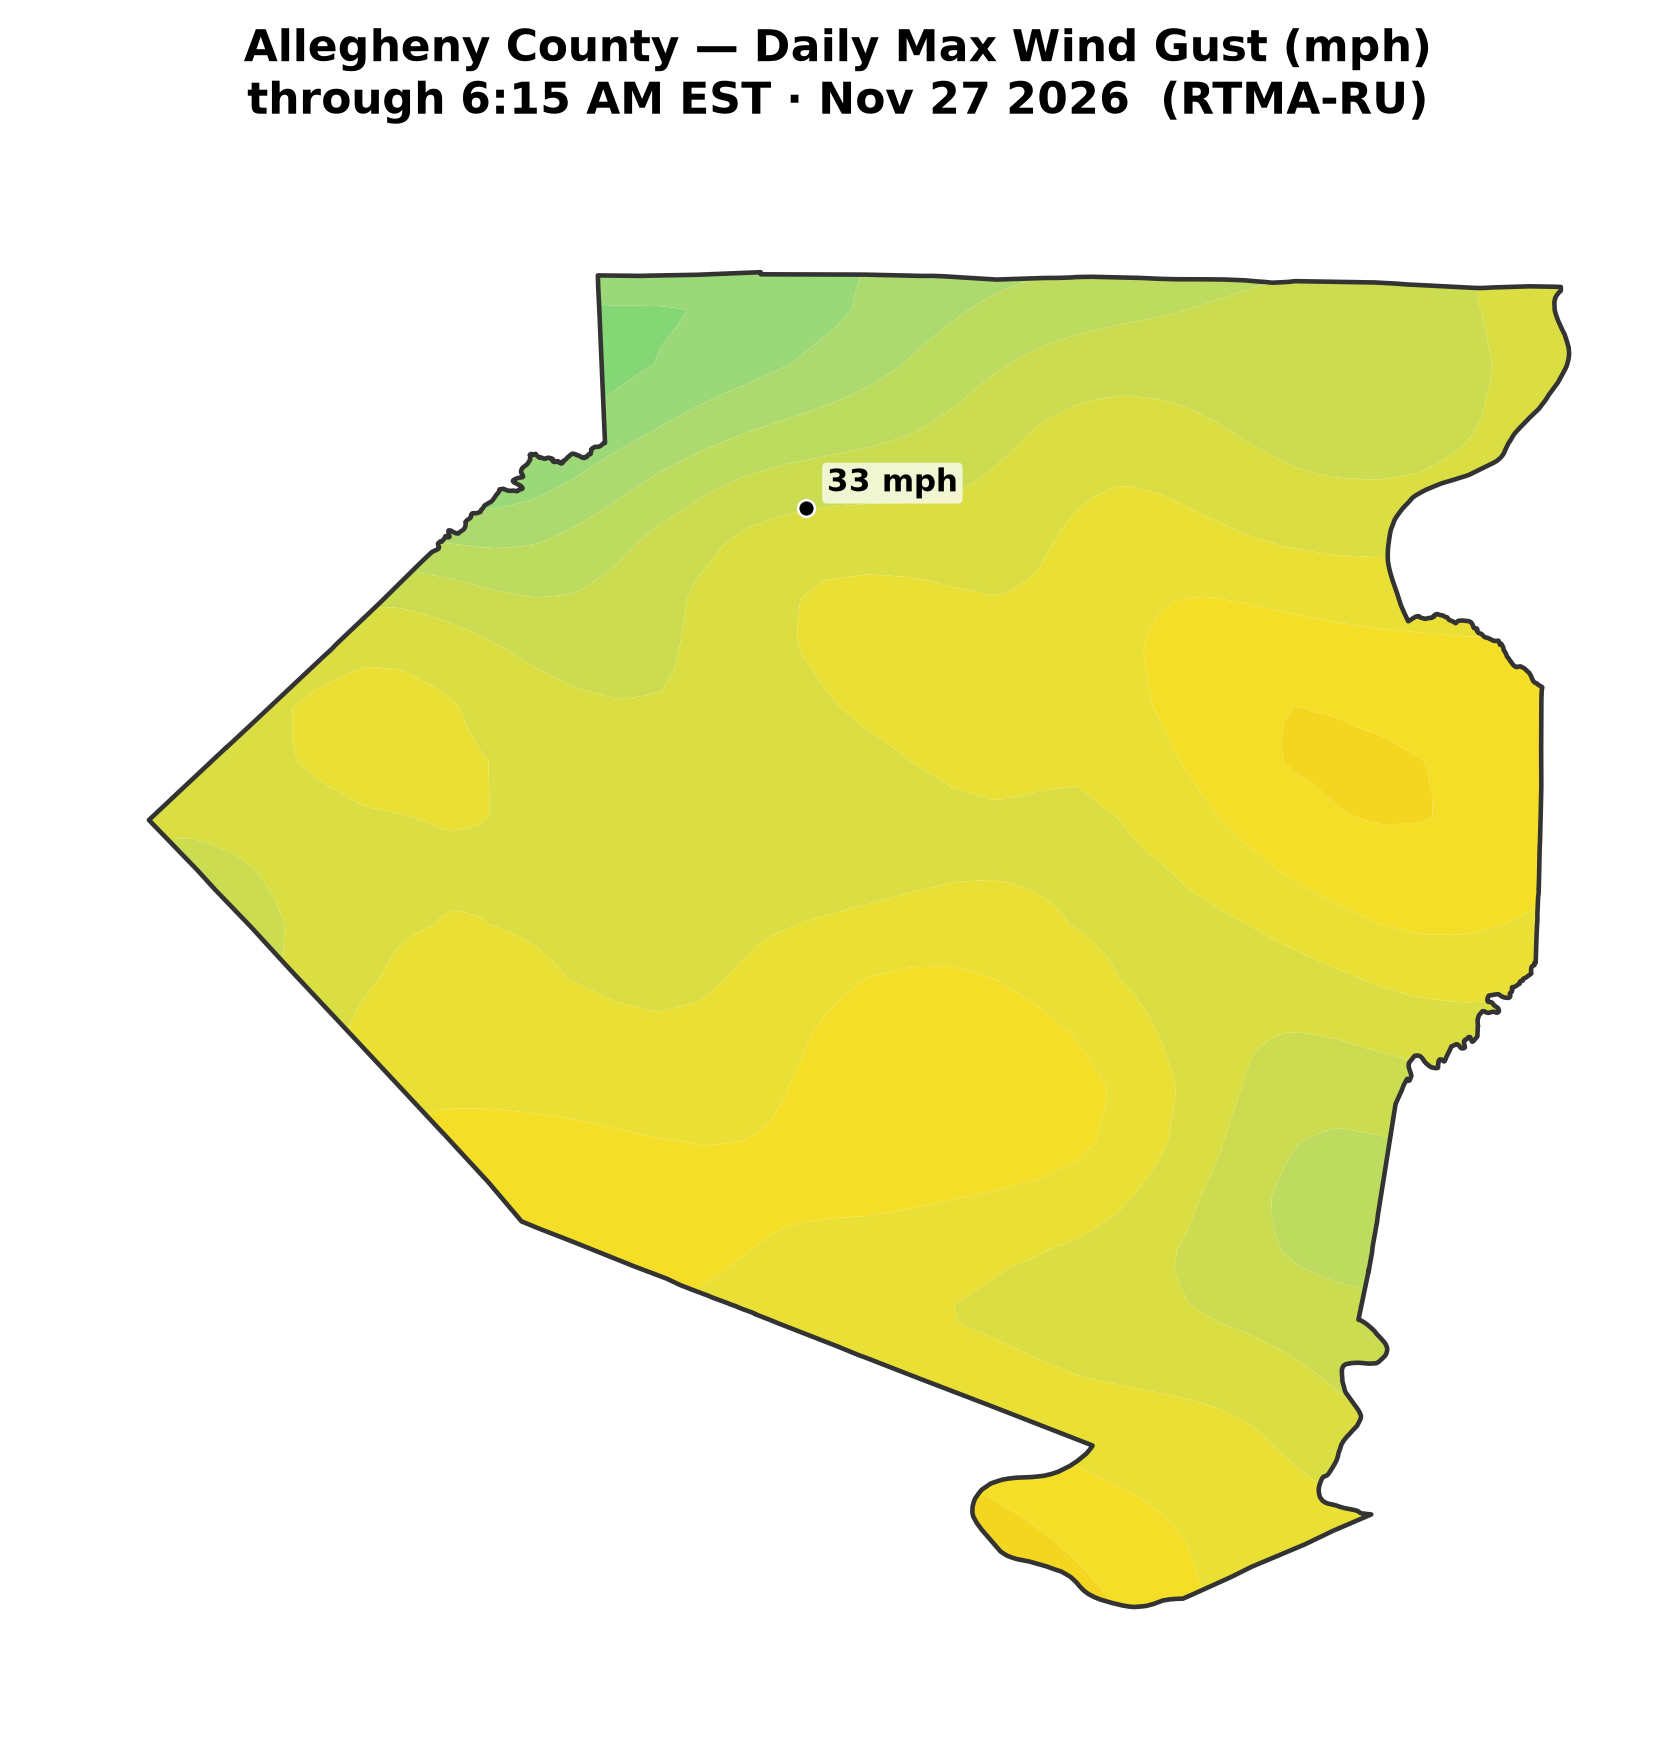 Allegheny County — Daily Max Wind Gust (mph)
through 6:15 AM EST · Nov 27 2026 (RTMA-RU)
33 mph